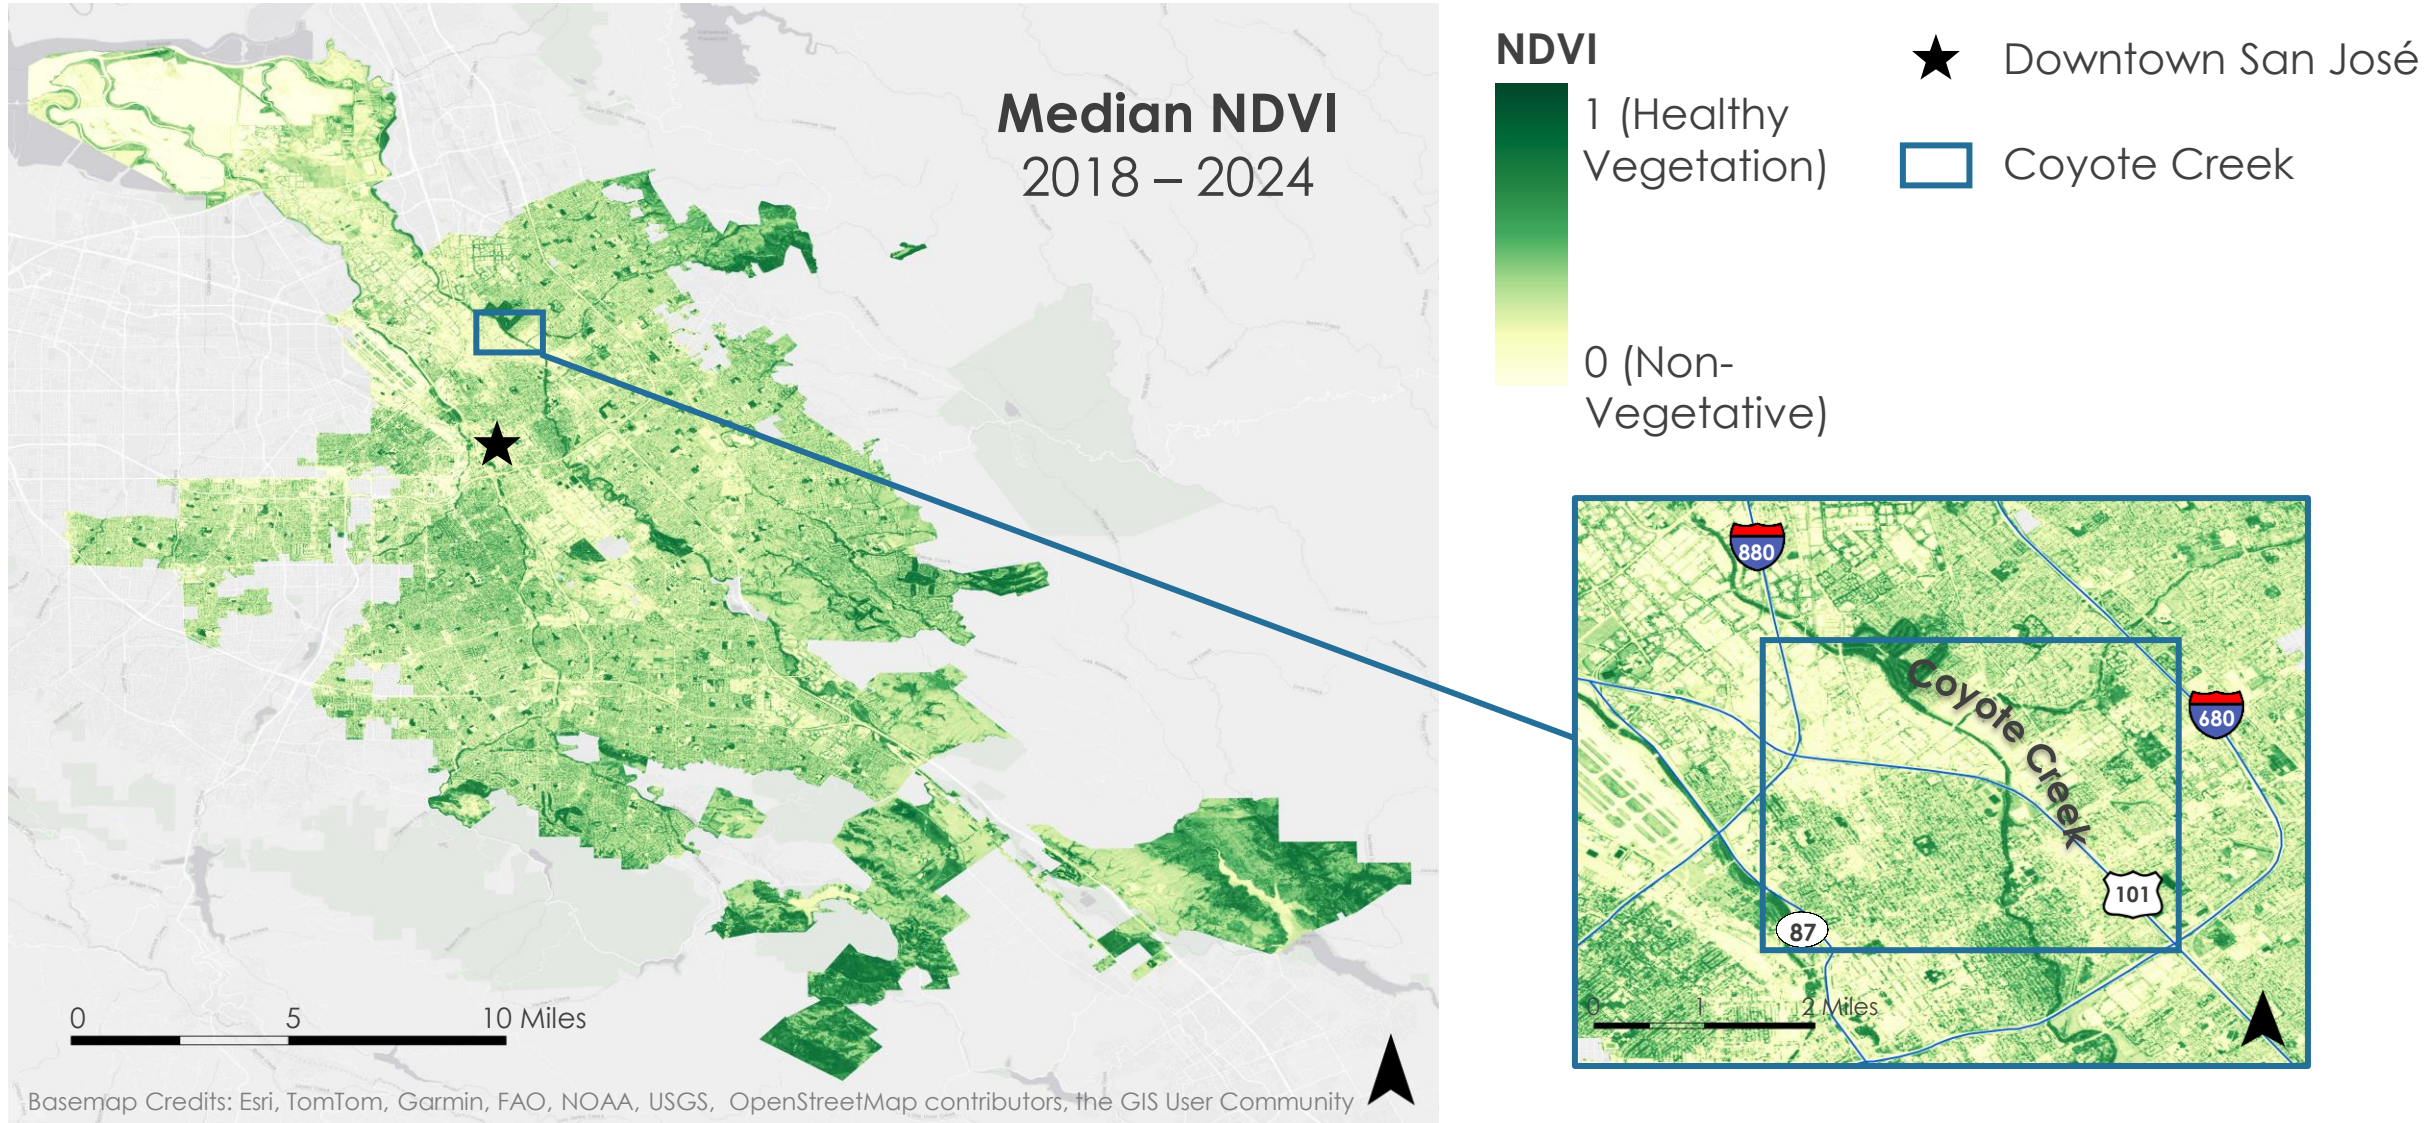 Median NDVI
2018 – 2024
NDVI
1 (Healthy
Vegetation)
0 (Non-
Vegetative)
Downtown San José
Coyote Creek
880
680
Coyote Creek
101
87
0 1 2 Miles
0 5 10 Miles
Basemap Credits: Esri, TomTom, Garmin, FAO, NOAA, USGS, OpenStreetMap contributors, the GIS User Community